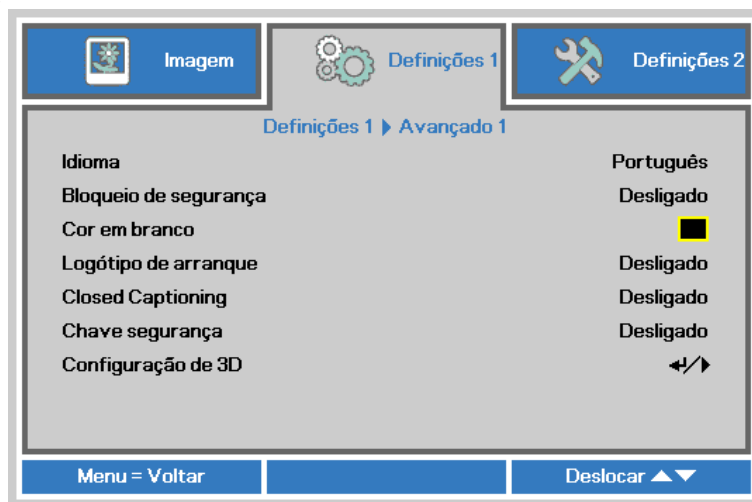 Imagem
Definições 1
Definições 2
Definições 1 Avançado 1
Idioma Português
Bloqueio de segurança Desligado
Cor em branco
Logótipo de arranque Desligado
Closed Captioning Desligado
Chave segurança Desligado
Configuração de 3D
Menu = Voltar
Deslocar